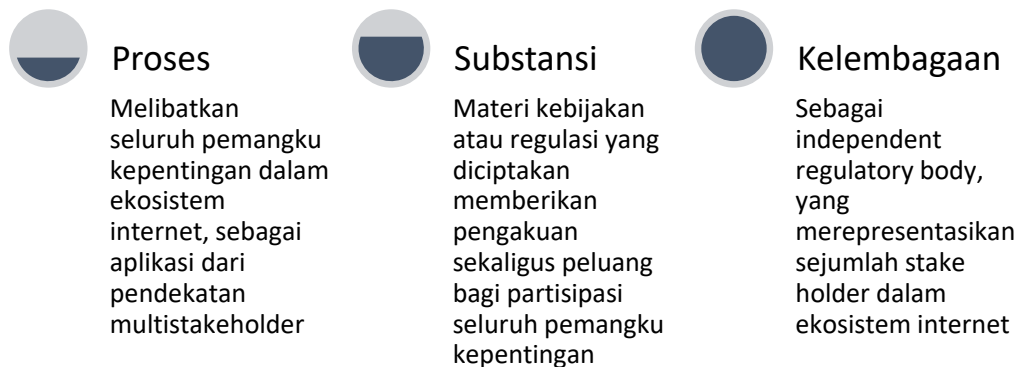 Proses
Melibatkan
seluruh pemangku
kepentingan dalam
ekosistem
internet, sebagai
aplikasi dari
pendekatan
multistakeholder
Substansi
Materi kebijakan
atau regulasi yang
diciptakan
memberikan
pengakuan
sekaligus peluang
bagi partisipasi
seluruh pemangku
kepentingan
Kelembagaan
Sebagai
independent
regulatory body,
yang
merepresentasikan
sejumlah stake
holder dalam
ekosistem internet